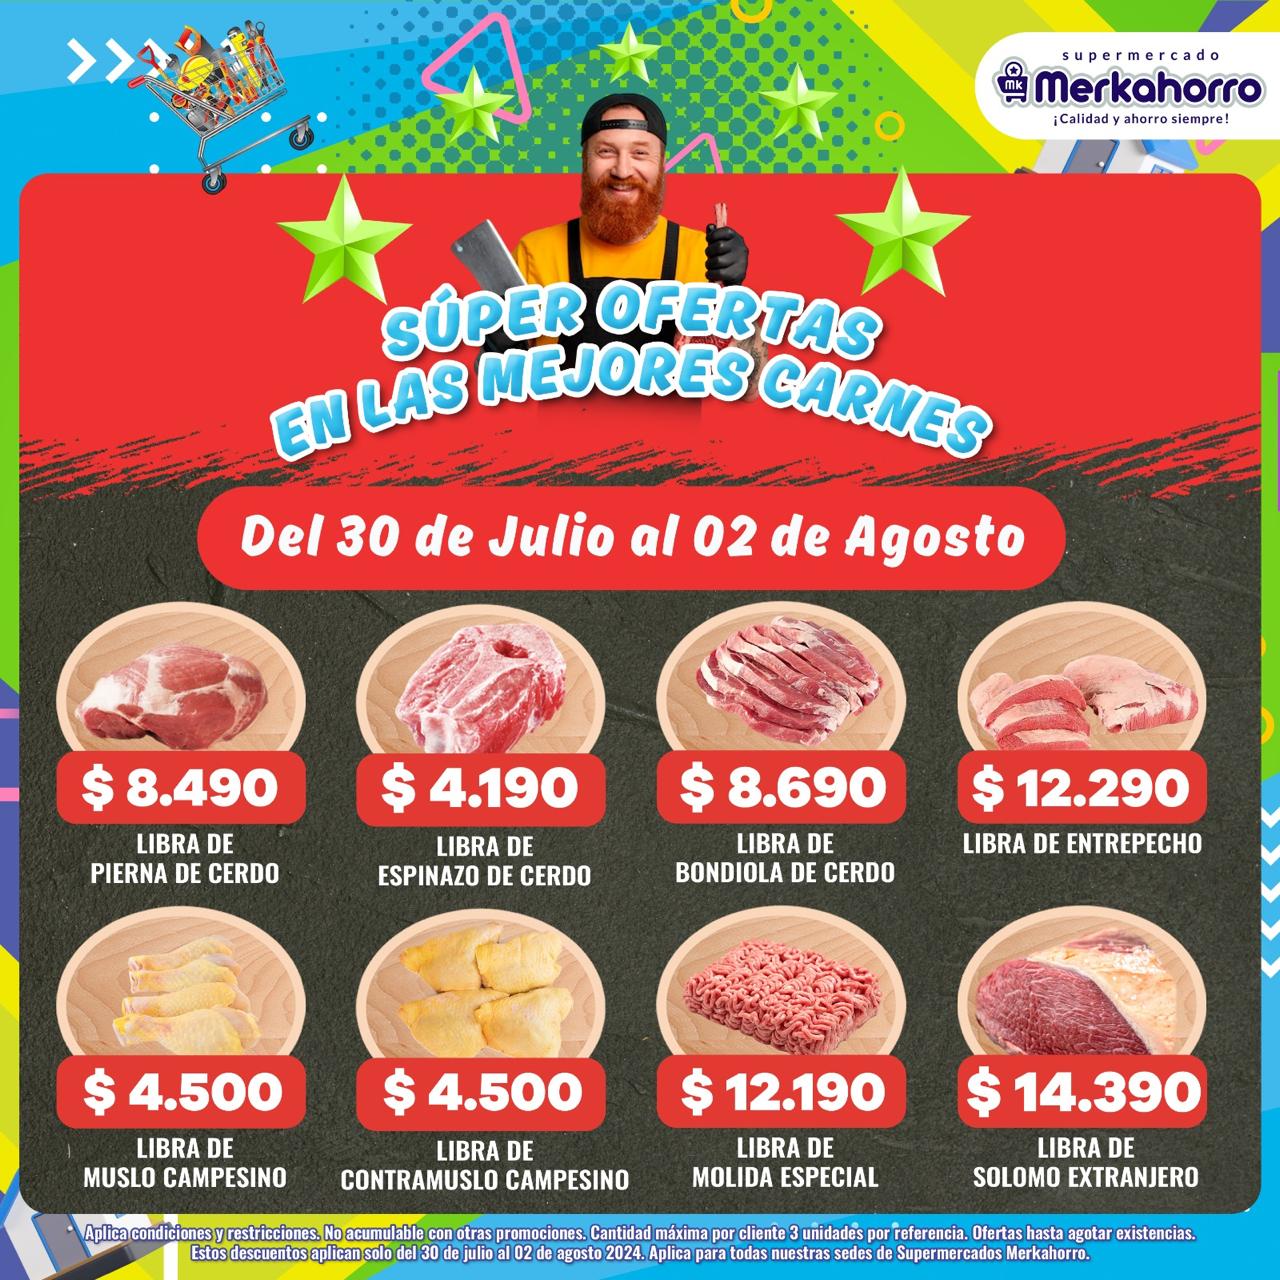 supermercado
MK
Merkahorro
¡Calidad y ahorro siempre!
SÚPER OFERTAS
EN LAS MEJORES CARNES
Del 30 de Julio al 02 de Agosto
$ 8.490
LIBRA DE
PIERNA DE CERDO
$ 4.190
LIBRA DE
ESPINAZO DE CERDO
$ 8.690
LIBRA DE
BONDIOLA DE CERDO
$ 12.290
LIBRA DE ENTREPECHO
$ 4.500
LIBRA DE
MUSLO CAMPESINO
$ 4.500
LIBRA DE
CONTRAMUSLO CAMPESINO
$ 12.190
LIBRA DE
MOLIDA ESPECIAL
$ 14.390
LIBRA DE
SOLOMO EXTRANJERO
Aplica condiciones y restricciones. No acumulable con otras promociones. Cantidad máxima por cliente 3 unidades por referencia. Ofertas hasta agotar existencias.
Estos descuentos aplican solo del 30 de julio al 02 de agosto 2024. Aplica para todas nuestras sedes de Supermercados Merkahorro.